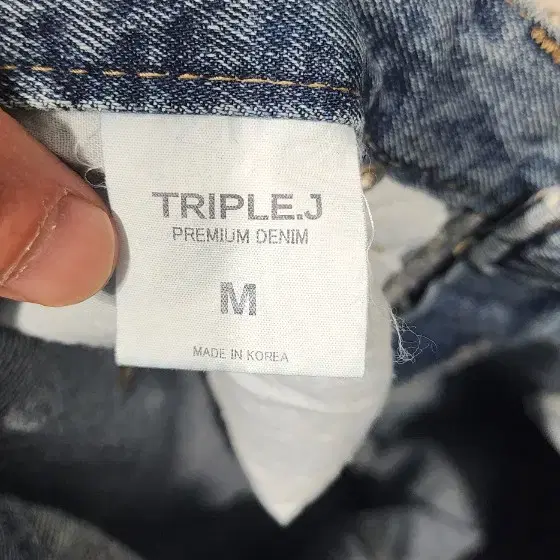 TRIPLE.J
PREMIUM DENIM
M
MADE IN KOREA